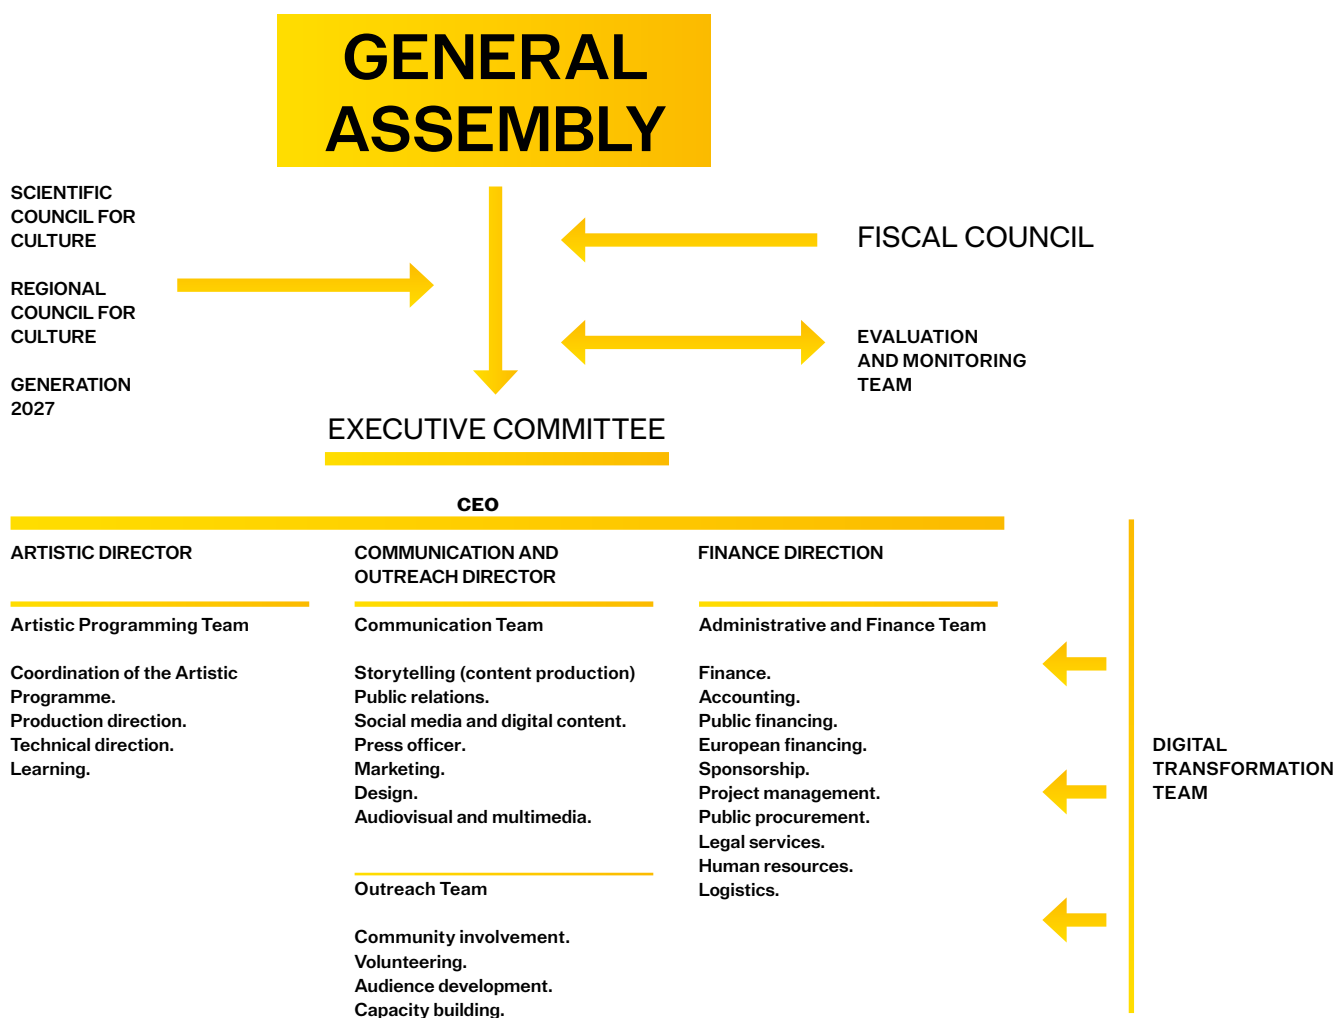 GENERAL
ASSEMBLY
SCIENTIFIC
COUNCIL FOR
CULTURE
REGIONAL
COUNCIL FOR
CULTURE
GENERATION
2027
FISCAL COUNCIL
EVALUATION
AND MONITORING
TEAM
EXECUTIVE COMMITTEE
CEO
ARTISTIC DIRECTOR
Artistic Programming Team
Coordination of the Artistic
Programme.
Production direction.
Technical direction.
Learning.
COMMUNICATION AND
OUTREACH DIRECTOR
Communication Team
Storytelling (content production)
Public relations.
Social media and digital content.
Press officer.
Marketing.
Design.
Audiovisual and multimedia.
Outreach Team
Community involvement.
Volunteering.
Audience development.
Capacity building.
FINANCE DIRECTION
Administrative and Finance Team
Finance.
Accounting.
Public financing.
European financing.
Sponsorship.
Project management.
Public procurement.
Legal services.
Human resources.
Logistics.
DIGITAL
TRANSFORMATION
TEAM